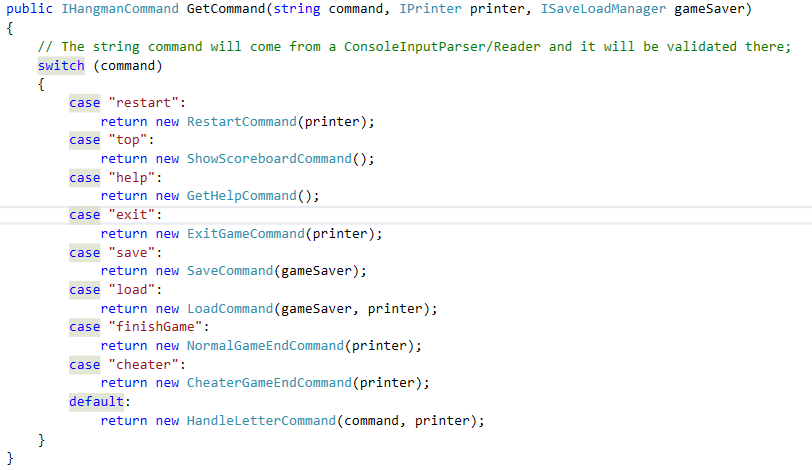 public IHangmanCommand GetCommand(string command, IPrinter printer, ISaveLoadManager gameSaver)
{
// The string command will come from a ConsoleInputParser/Reader and it will be validated there;
switch (command)
{
case "restart":
return new RestartCommand(printer);
case "top":
return new ShowScoreboardCommand();
case "help":
return new GetHelpCommand();
case "exit":
return new ExitGameCommand(printer);
case "save":
return new SaveCommand(gameSaver);
case "load":
return new LoadCommand(gameSaver, printer);
case "finishGame":
return new NormalGameEndCommand(printer);
case "cheater":
return new CheaterGameEndCommand(printer);
default:
return new HandleLetterCommand(command, printer);
}
}